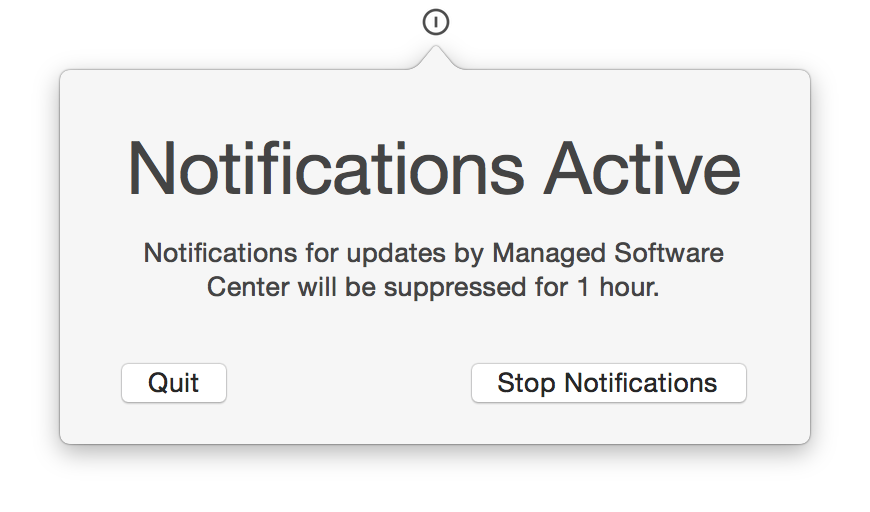 Notifications Active
Notifications for updates by Managed Software
Center will be suppressed for 1 hour.
Quit
Stop Notifications